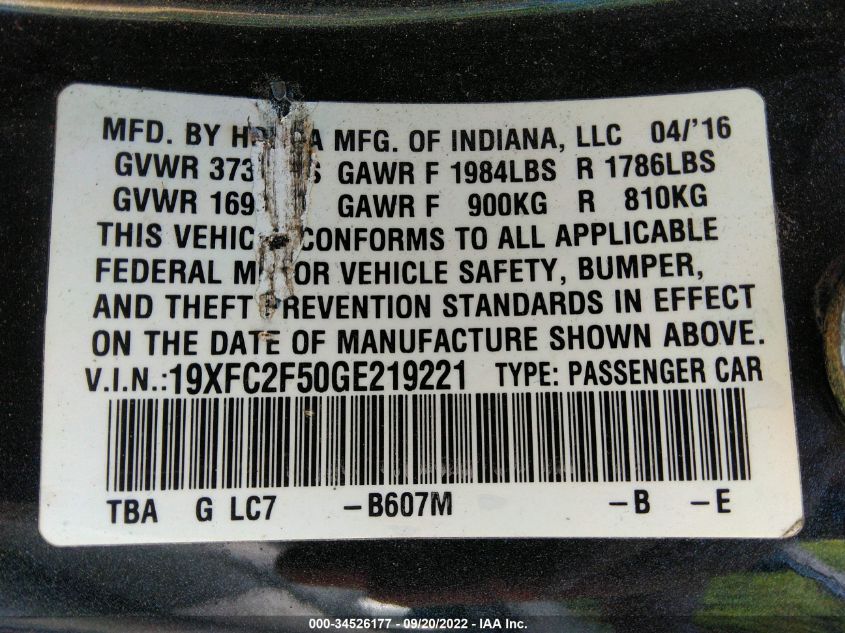 MFD. BY MFG. OF INDIANA, LLC 04/'16
GVWR GAWR F 1984LBS R 1786LBS
GVWR GAWR F 900KG R 810KG
THIS CONFORMS TO ALL APPLICABLE
FEDERAL VEHICLE SAFETY, BUMPER,
AND THEFT PREVENTION STANDARDS IN EFFECT
ON THE DATE OF MANUFACTURE SHOWN ABOVE.
V.I.N.:19XFC2F50GE219221 TYPE: PASSENGER CAR
TBA G LC7 -B607M -B -E
000-34526177 - 09/20/2022 - IAA Inc.